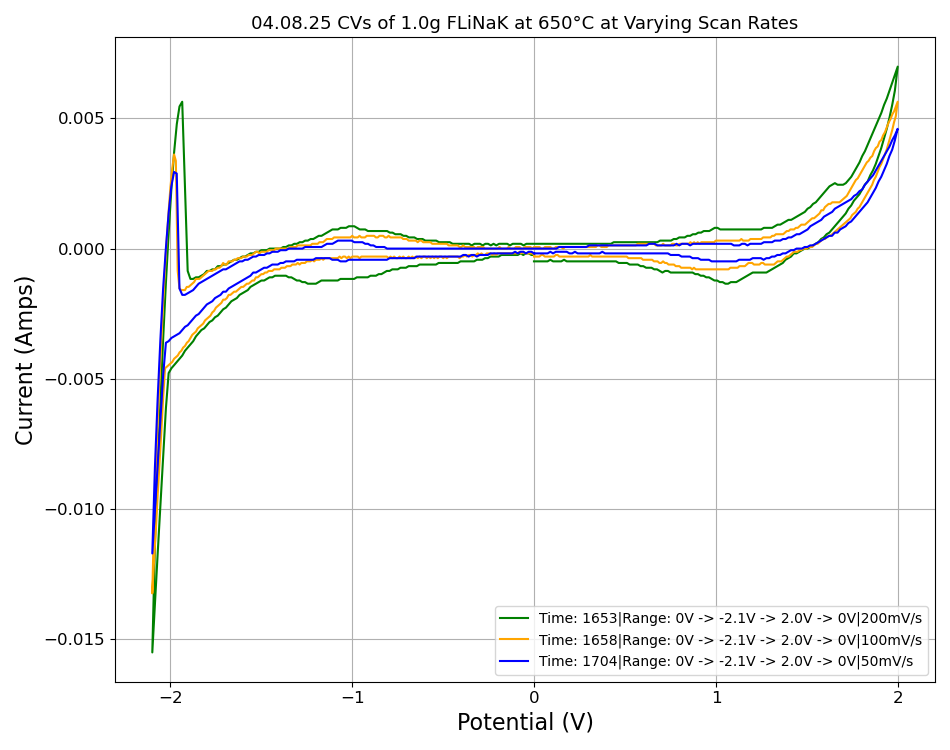 04.08.25 CVs of 1.0g FLiNaK at 650°C at Varying Scan Rates
Current (Amps)
0.005
0.000
−0.005
−0.010
−0.015
Time: 1653|Range: 0V -> -2.1V -> 2.0V -> 0V|200mV/s
Time: 1658|Range: 0V -> -2.1V -> 2.0V -> 0V|100mV/s
Time: 1704|Range: 0V -> -2.1V -> 2.0V -> 0V|50mV/s
−2
−1
0
1
2
Potential (V)